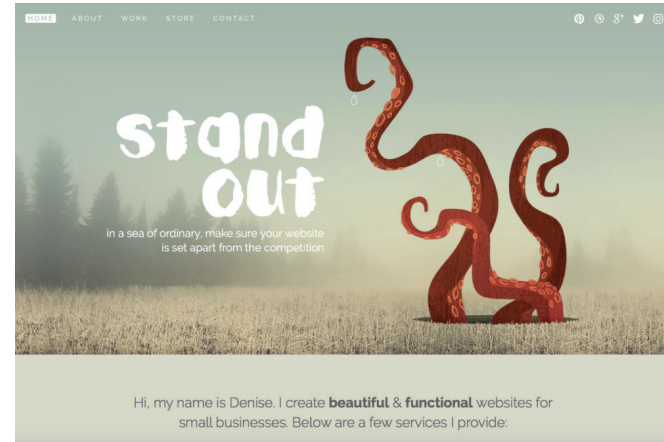 HOME ABOUT WORK STORE CONTACT
stand
out
in a sea of ordinary, make sure your website
is set apart from the competition
Hi, my name is Denise. I create beautiful & functional websites for
small businesses. Below are a few services I provide: